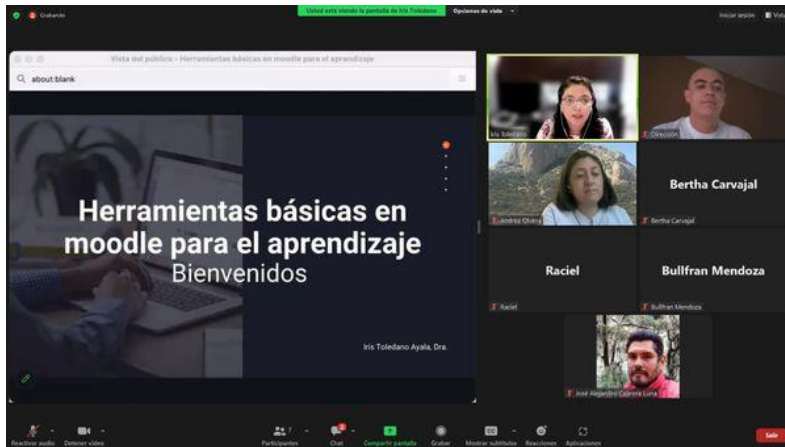 Grabando
Usted está viendo la pantalla de Iris Toledano
Opciones de vista
Iniciar sesión
Vista
Vista del público - Herramientas básicas en moodle para el aprendizaje
about:blank
Herramientas básicas en
moodle para el aprendizaje
Bienvenidos
Iris Toledano Ayala, Dra.
Iris Toledano
Dirección
Andrea Olvera
Bertha Carvajal
Bertha Carvajal
Raciel
Raciel
Bullfran Mendoza
Bullfran Mendoza
José Alejandro Cabrera Luna
Reactivar audio
Detener video
Participantes
7
Chat
Compartir pantalla
Grabar
CC
Mostrar subtítulos
Reacciones
Aplicaciones
Salir